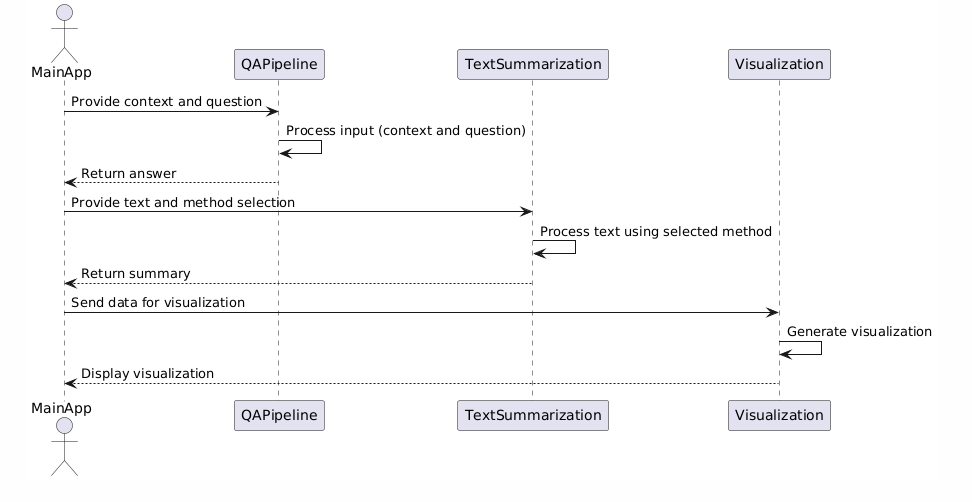 MainApp
QAPipeline
TextSummarization
Visualization
Provide context and question
Process input (context and question)
Return answer
Provide text and method selection
Process text using selected method
Return summary
Send data for visualization
Generate visualization
Display visualization
MainApp
QAPipeline
TextSummarization
Visualization